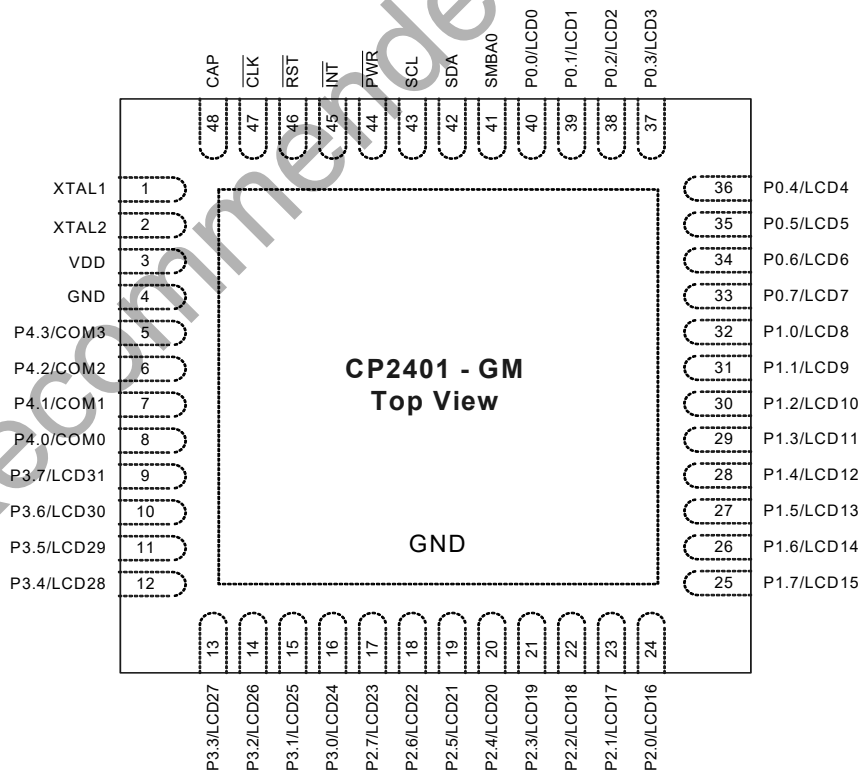 CAP
CLK
RST
INT
PWR
SCL
SDA
SMBA0
P0.0/LCD0
P0.1/LCD1
P0.2/LCD2
P0.3/LCD3
48
47
46
45
44
43
42
41
40
39
38
37
XTAL1 1
XTAL2 2
VDD 3
GND 4
P4.3/COM3 5
P4.2/COM2 6
P4.1/COM1 7
P4.0/COM0 8
P3.7/LCD31 9
P3.6/LCD30 10
P3.5/LCD29 11
P3.4/LCD28 12
CP2401 - GM
Top View
GND
36 P0.4/LCD4
35 P0.5/LCD5
34 P0.6/LCD6
33 P0.7/LCD7
32 P1.0/LCD8
31 P1.1/LCD9
30 P1.2/LCD10
29 P1.3/LCD11
28 P1.4/LCD12
27 P1.5/LCD13
26 P1.6/LCD14
25 P1.7/LCD15
13
14
15
16
17
18
19
20
21
22
23
24
P3.3/LCD27
P3.2/LCD26
P3.1/LCD25
P3.0/LCD24
P2.7/LCD23
P2.6/LCD22
P2.5/LCD21
P2.4/LCD20
P2.3/LCD19
P2.2/LCD18
P2.1/LCD17
P2.0/LCD16